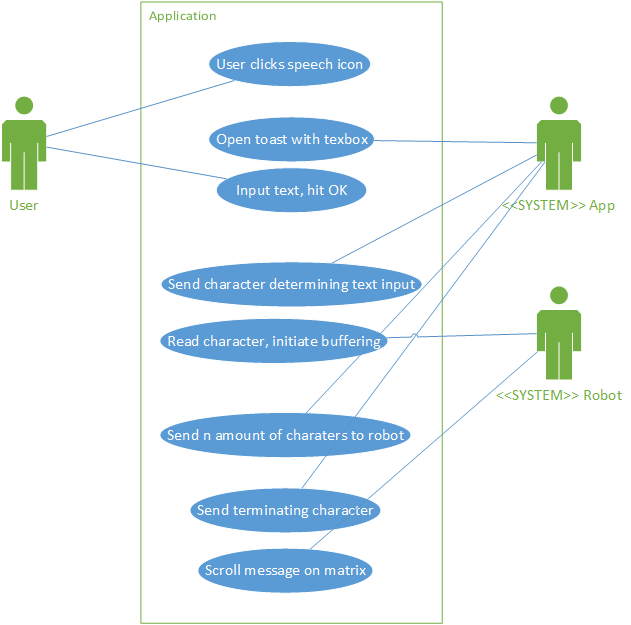 Application
User clicks speech icon
Open toast with texbox
Input text, hit OK
User
<<SYSTEM>> App
Send character determining text input
Read character, initiate buffering
<<SYSTEM>> Robot
Send n amount of charaters to robot
Send terminating character
Scroll message on matrix